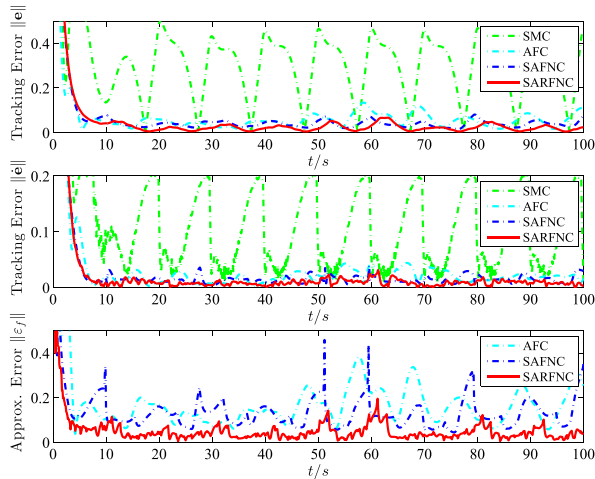 Tracking Error ‖e‖
0.4
0.2
0
SMC
AFC
SAFNC
SARFNC
0 10 20 30 40 50 60 70 80 90 100
t/s
Tracking Error ‖ė‖
0.2
0.1
0
SMC
AFC
SAFNC
SARFNC
0 10 20 30 40 50 60 70 80 90 100
t/s
Approx. Error ‖ε_f‖
0.4
0.2
0
AFC
SAFNC
SARFNC
0 10 20 30 40 50 60 70 80 90 100
t/s